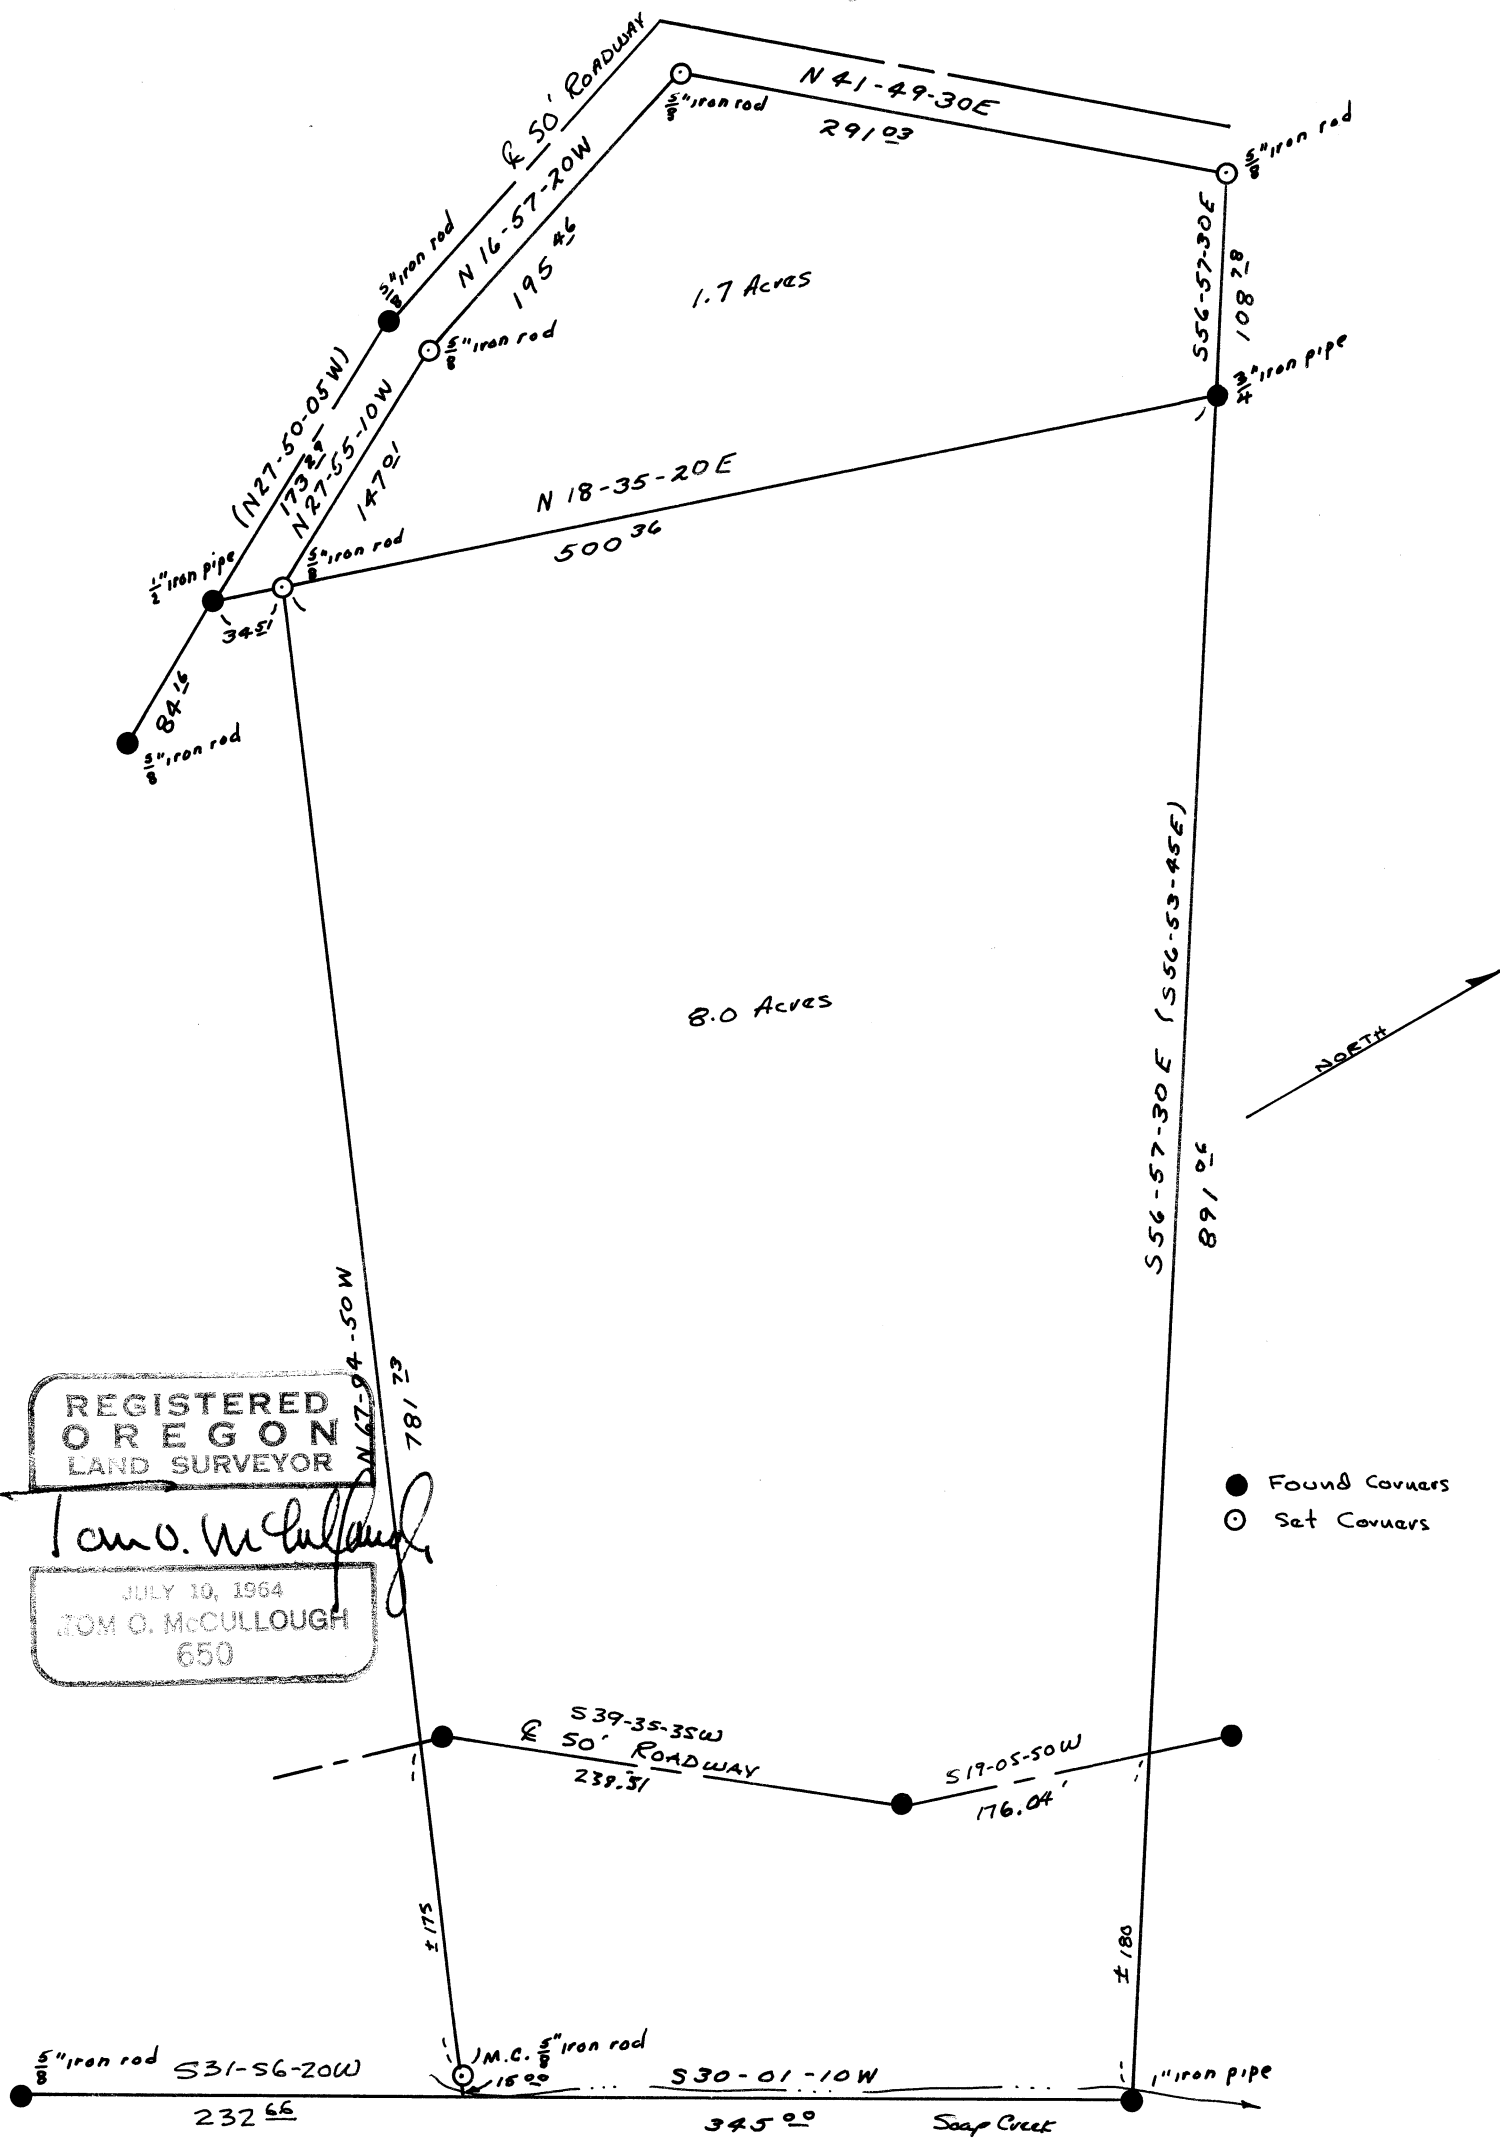 ℄ 50' ROADWAY
N 41-49-30E
291 03
5/8" iron rod
5/8" iron rod
N 16-57-20W
195 46
S56-57-30E
108 78
1.7 Acres
5/8" iron rod
5/8" iron rod
3/4" iron pipe
(N27-50-05W)
173 29
N27-55-10W
147 01
N 18-35-20E
500 36
5/8" iron rod
1/2" iron pipe
34 51
84 16
5/8" iron rod
S56-57-30E (S56-53-45E)
891 06
8.0 Acres
NORTH
-50W
781 73
REGISTERED
OREGON
LAND SURVEYOR
Tom O. McCullough
JULY 10, 1964
TOM O. McCULLOUGH
650
Found Corners
Set Corners
S39-35-35W
℄ 50' ROADWAY
S19-05-50W
176.04'
± 175
± 180
5/8" iron rod
S31-56-20W
232 66
M.C. 5/8" iron rod
15 00
S30-01-10W
345 00
Soap Creek
1" iron pipe